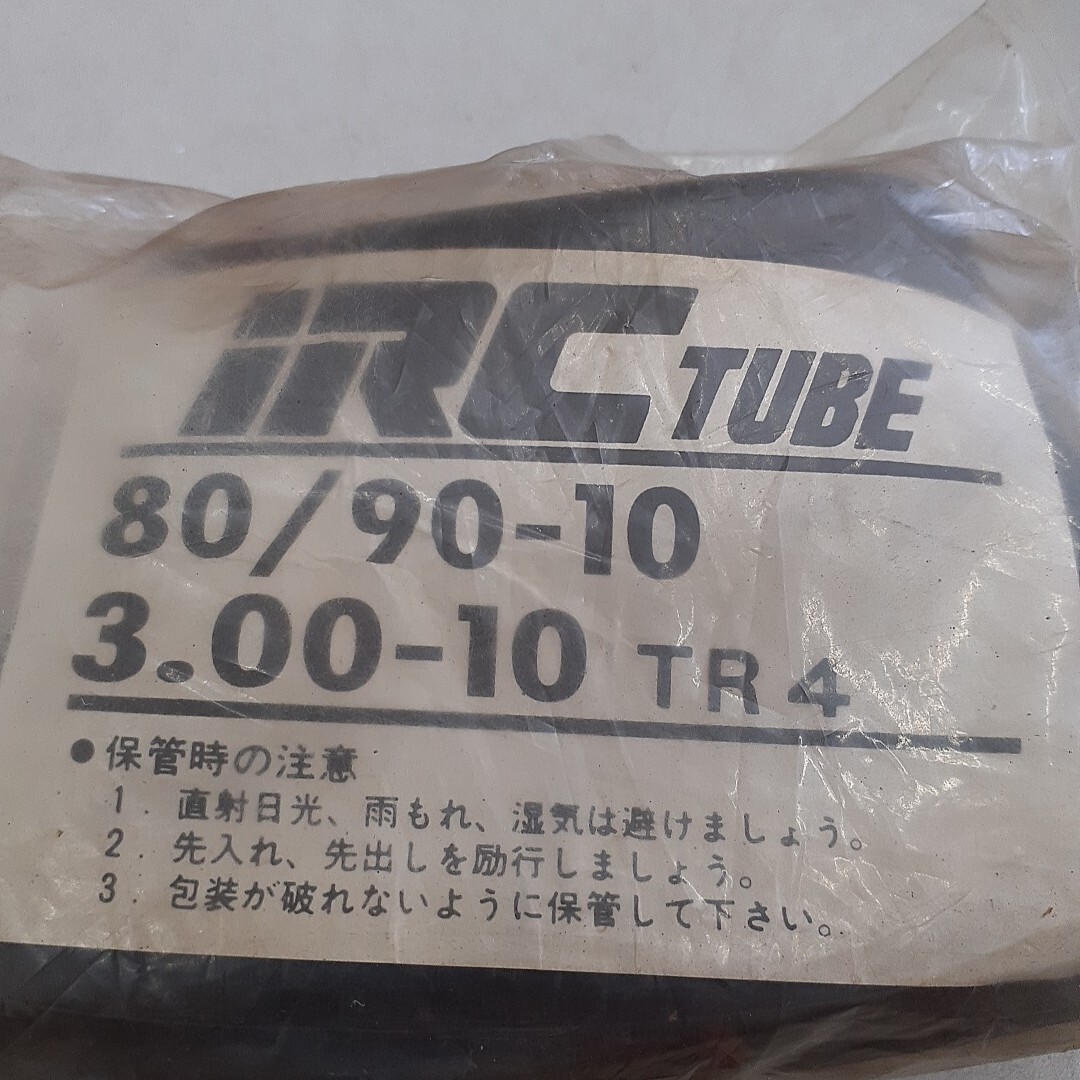 iRC TUBE
80/90-10
3.00-10 TR4
●保管時の注意
1. 直射日光、雨もれ、湿気は避けましょう。
2. 先入れ、先出しを励行しましょう。
3. 包装が破れないように保管して下さい。